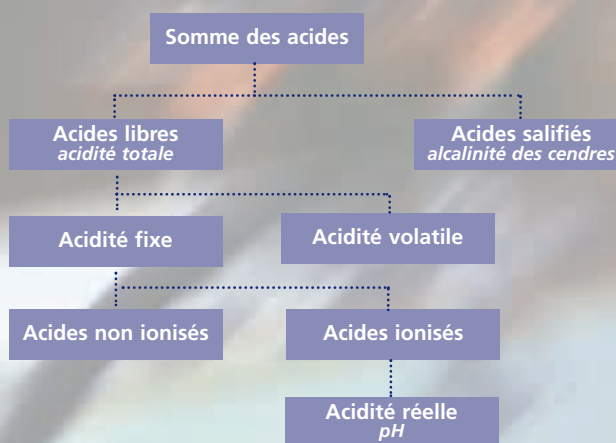 Somme des acides
Acides libres
acidité totale
Acides salifiés
alcalinité des cendres
Acidité fixe
Acidité volatile
Acides non ionisés
Acides ionisés
Acidité réelle
pH